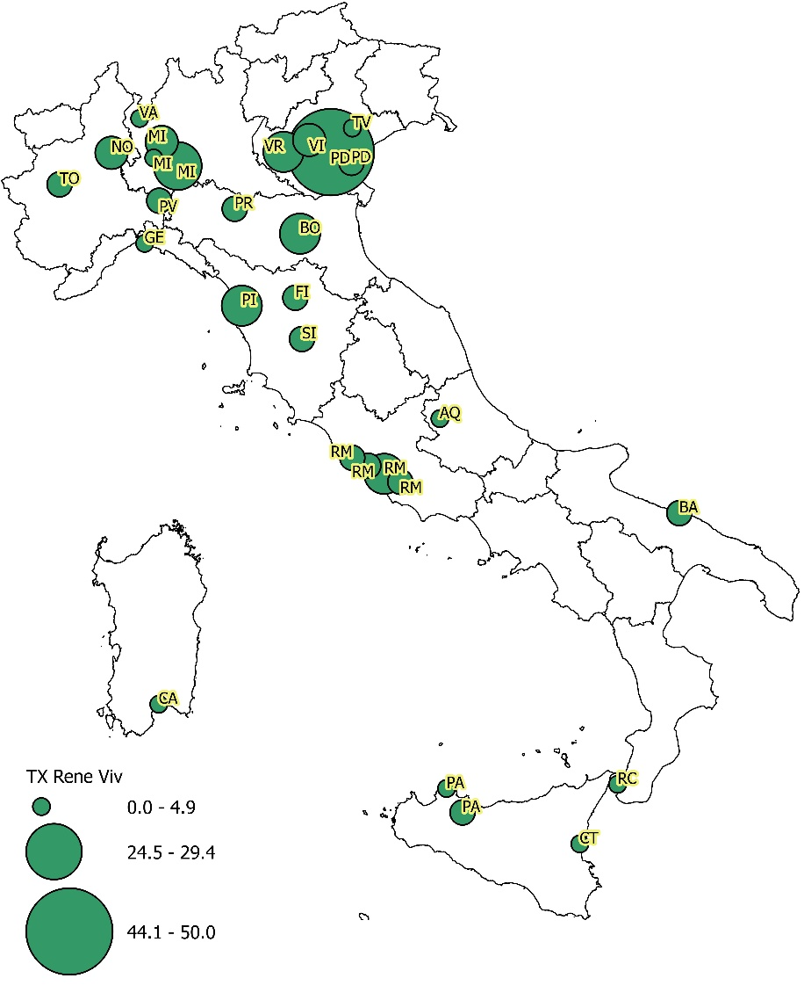 VA
TV
MI
VR
VI
NO
MI
PD
PD
MI
TO
PV
PR
BO
GE
FI
PI
SI
AQ
RM
RM
RM
RM
BA
CA
PA
RC
PA
CT
TX Rene Viv
0.0 - 4.9
24.5 - 29.4
44.1 - 50.0